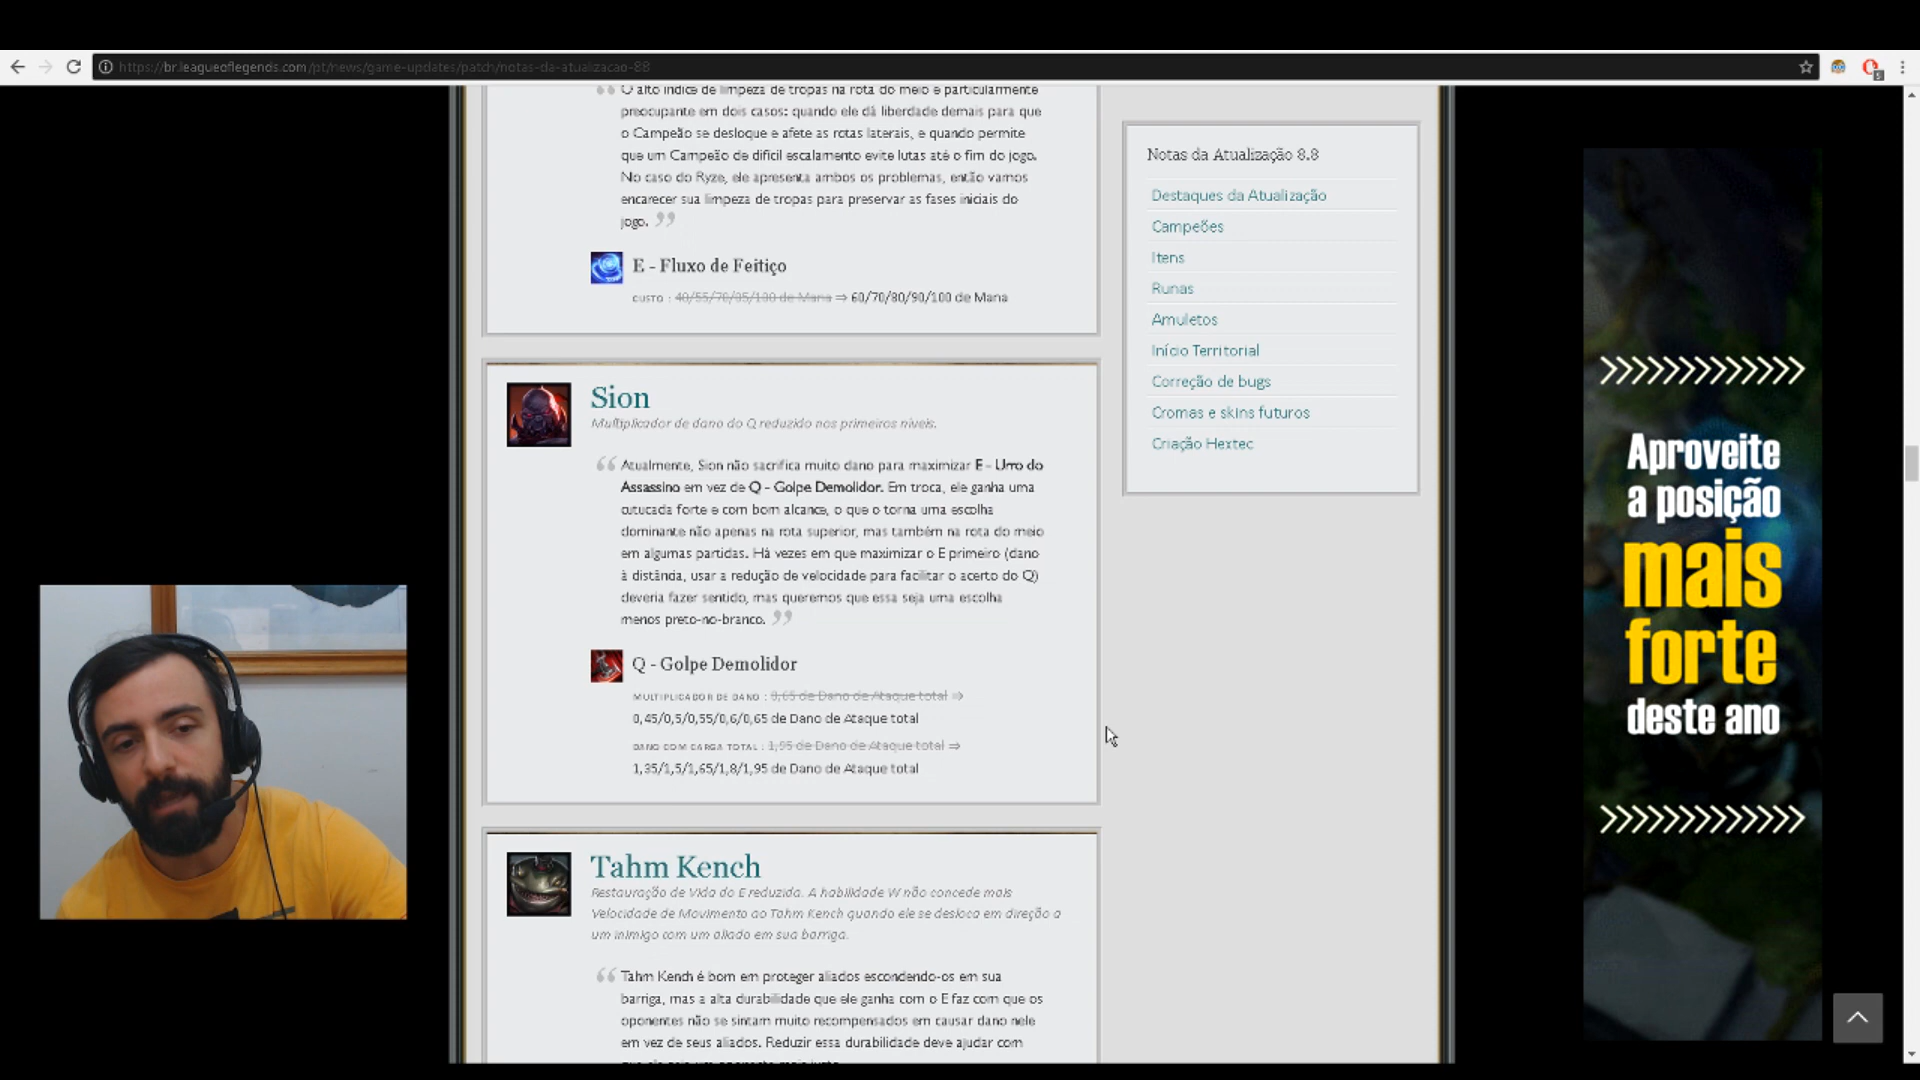 https://br.leagueoflegends.com/pt/news/game-updates/patch/notas-da-atualizacao-88
5
O alto índice de limpeza de tropas na rota do meio é particularmente
preocupante em dois casos: quando ele dá liberdade demais para que
o Campeão se desloque e afete as rotas laterais, e quando permite
que um Campeão de difícil escalamento evite lutas até o fim do jogo.
No caso do Ryze, ele apresenta ambos os problemas, então vamos
encarecer sua limpeza de tropas para preservar as fases iniciais do
jogo.
E - Fluxo de Feitiço
CUSTO : 40/55/70/85/100 de Mana ⇒ 60/70/80/90/100 de Mana
Sion
Multiplicador de dano do Q reduzido nos primeiros níveis.
Atualmente, Sion não sacrifica muito dano para maximizar E - Urro do
Assassino em vez de Q - Golpe Demolidor. Em troca, ele ganha uma
cutucada forte e com bom alcance, o que o torna uma escolha
dominante não apenas na rota superior, mas também na rota do meio
em algumas partidas. Há vezes em que maximizar o E primeiro (dano
à distância, usar a redução de velocidade para facilitar o acerto do Q)
deveria fazer sentido, mas queremos que essa seja uma escolha
menos preto-no-branco.
Q - Golpe Demolidor
MULTIPLICADOR DE DANO : 0,65 de Dano de Ataque total ⇒
0,45/0,5/0,55/0,6/0,65 de Dano de Ataque total
DANO COM CARGA TOTAL : 1,95 de Dano de Ataque total ⇒
1,35/1,5/1,65/1,8/1,95 de Dano de Ataque total
Tahm Kench
Restauração de Vida do E reduzida. A habilidade W não concede mais
Velocidade de Movimento ao Tahm Kench quando ele se desloca em direção a
um inimigo com um aliado em sua barriga.
Tahm Kench é bom em proteger aliados escondendo-os em sua
barriga, mas a alta durabilidade que ele ganha com o E faz com que os
oponentes não se sintam muito recompensados em causar dano nele
em vez de seus aliados. Reduzir essa durabilidade deve ajudar com
Notas da Atualização 8.8
Destaques da Atualização
Campeões
Itens
Runas
Amuletos
Início Territorial
Correção de bugs
Cromas e skins futuros
Criação Hextec
Aproveite
a posição
mais
forte
deste ano